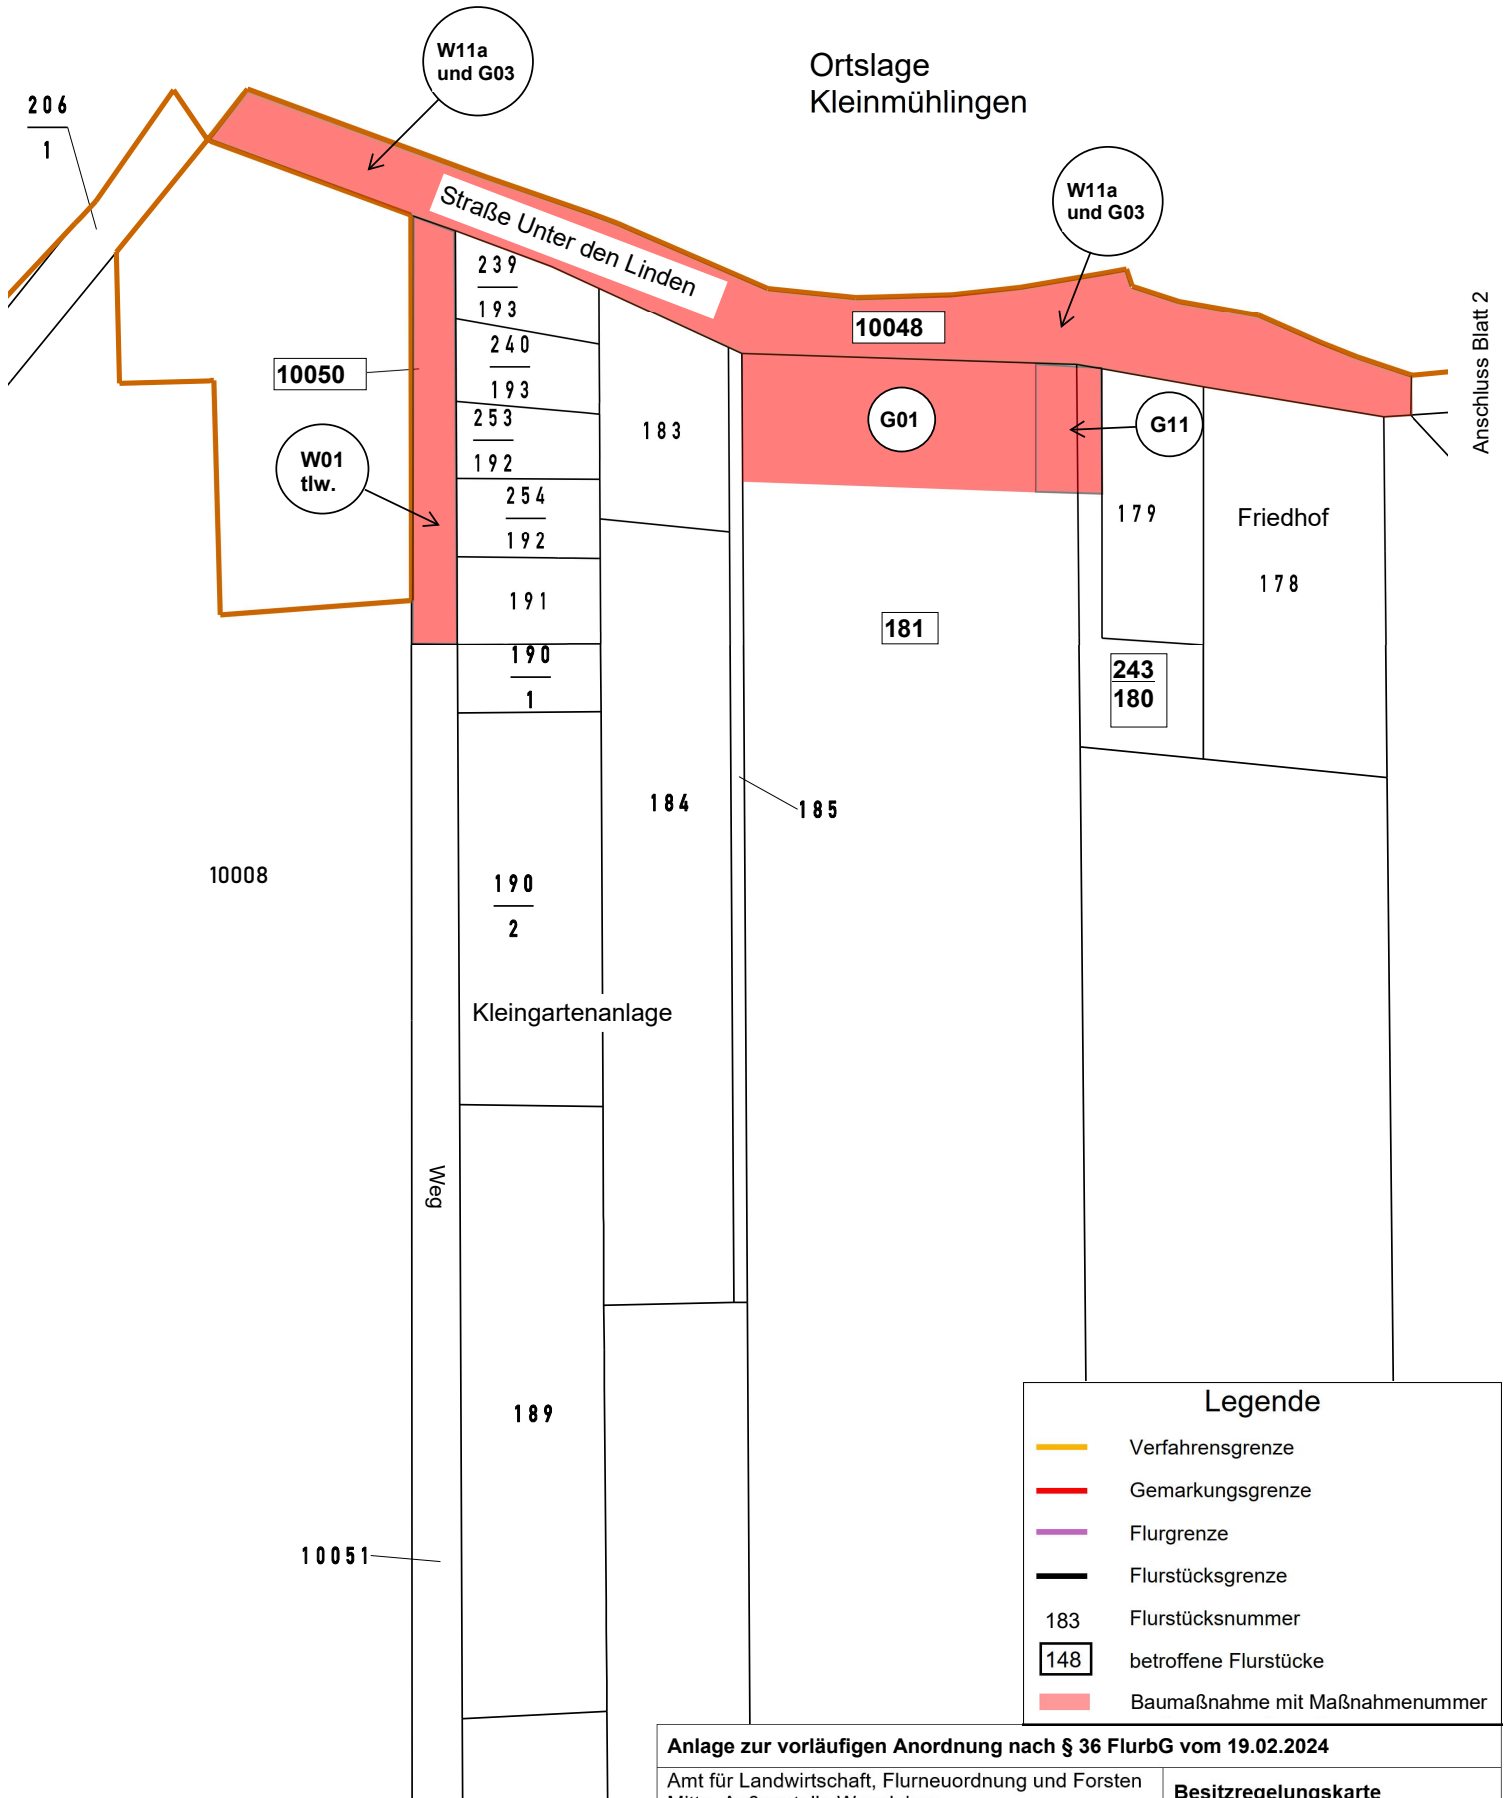 W11a
und G03
Ortslage
Kleinmühlingen
206
1
W11a
und G03
Straße Unter den Linden
239
193
10048
Anschluss Blatt 2
240
193
10050
253
192
183
G01
G11
W01
tlw.
254
192
179
Friedhof
178
191
181
190
1
243
180
184
185
10008
190
2
Kleingartenanlage
Weg
189
10051
Legende
Verfahrensgrenze
Gemarkungsgrenze
Flurgrenze
Flurstücksgrenze
183 Flurstücksnummer
148 betroffene Flurstücke
Baumaßnahme mit Maßnahmenummer
Anlage zur vorläufigen Anordnung nach § 36 FlurbG vom 19.02.2024
Amt für Landwirtschaft, Flurneuordnung und Forsten
Besitzregelungskarte